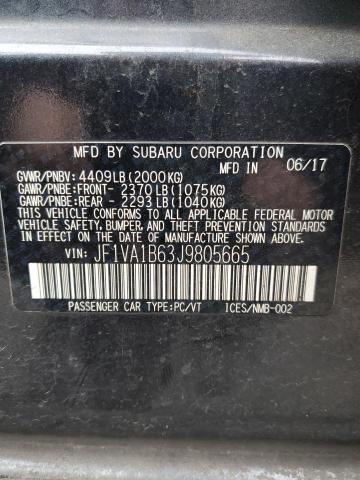 MFD BY SUBARU CORPORATION
MFD IN 06/17
GVWR/PNBV: 4409LB(2000KG)
GAWR/PNBE:FRONT- 2370LB(1075KG)
GAWR/PNBE:REAR - 2293LB(1040KG)
THIS VEHICLE CONFORMS TO ALL APPLICABLE FEDERAL MOTOR
VEHICLE SAFETY, BUMPER, AND THEFT PREVENTION STANDARDS
IN EFFECT ON THE DATE OF MANUFACTURE SHOWN ABOVE.
VIN: JF1VA1B63J9805665
PASSENGER CAR TYPE:PC/VT ICES/NMB-002